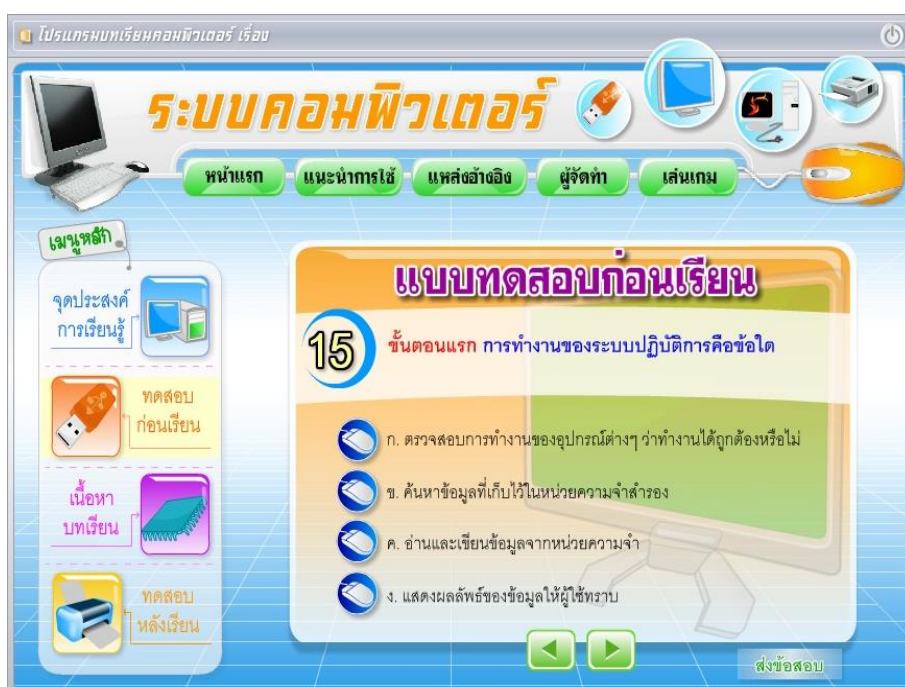 โปรแกรมบทเรียนคอมพิวเตอร์ เรื่อง
ระบบคอมพิวเตอร์
หน้าแรก
แนะนำการใช้
แหล่งอ้างอิง
ผู้จัดทำ
เล่นเกม
เมนูหลัก
จุดประสงค์
การเรียนรู้
ทดสอบ
ก่อนเรียน
เนื้อหา
บทเรียน
ทดสอบ
หลังเรียน
แบบทดสอบก่อนเรียน
15 ขั้นตอนแรก การทำงานของระบบปฏิบัติการคือข้อใด
ก. ตรวจสอบการทำงานของอุปกรณ์ต่างๆ ว่าทำงานได้ถูกต้องหรือไม่
ข. ค้นหาข้อมูลที่เก็บไว้ในหน่วยความจำสำรอง
ค. อ่านและเขียนข้อมูลจากหน่วยความจำ
ง. แสดงผลลัพธ์ของข้อมูลให้ผู้ใช้ทราบ
ส่งข้อสอบ